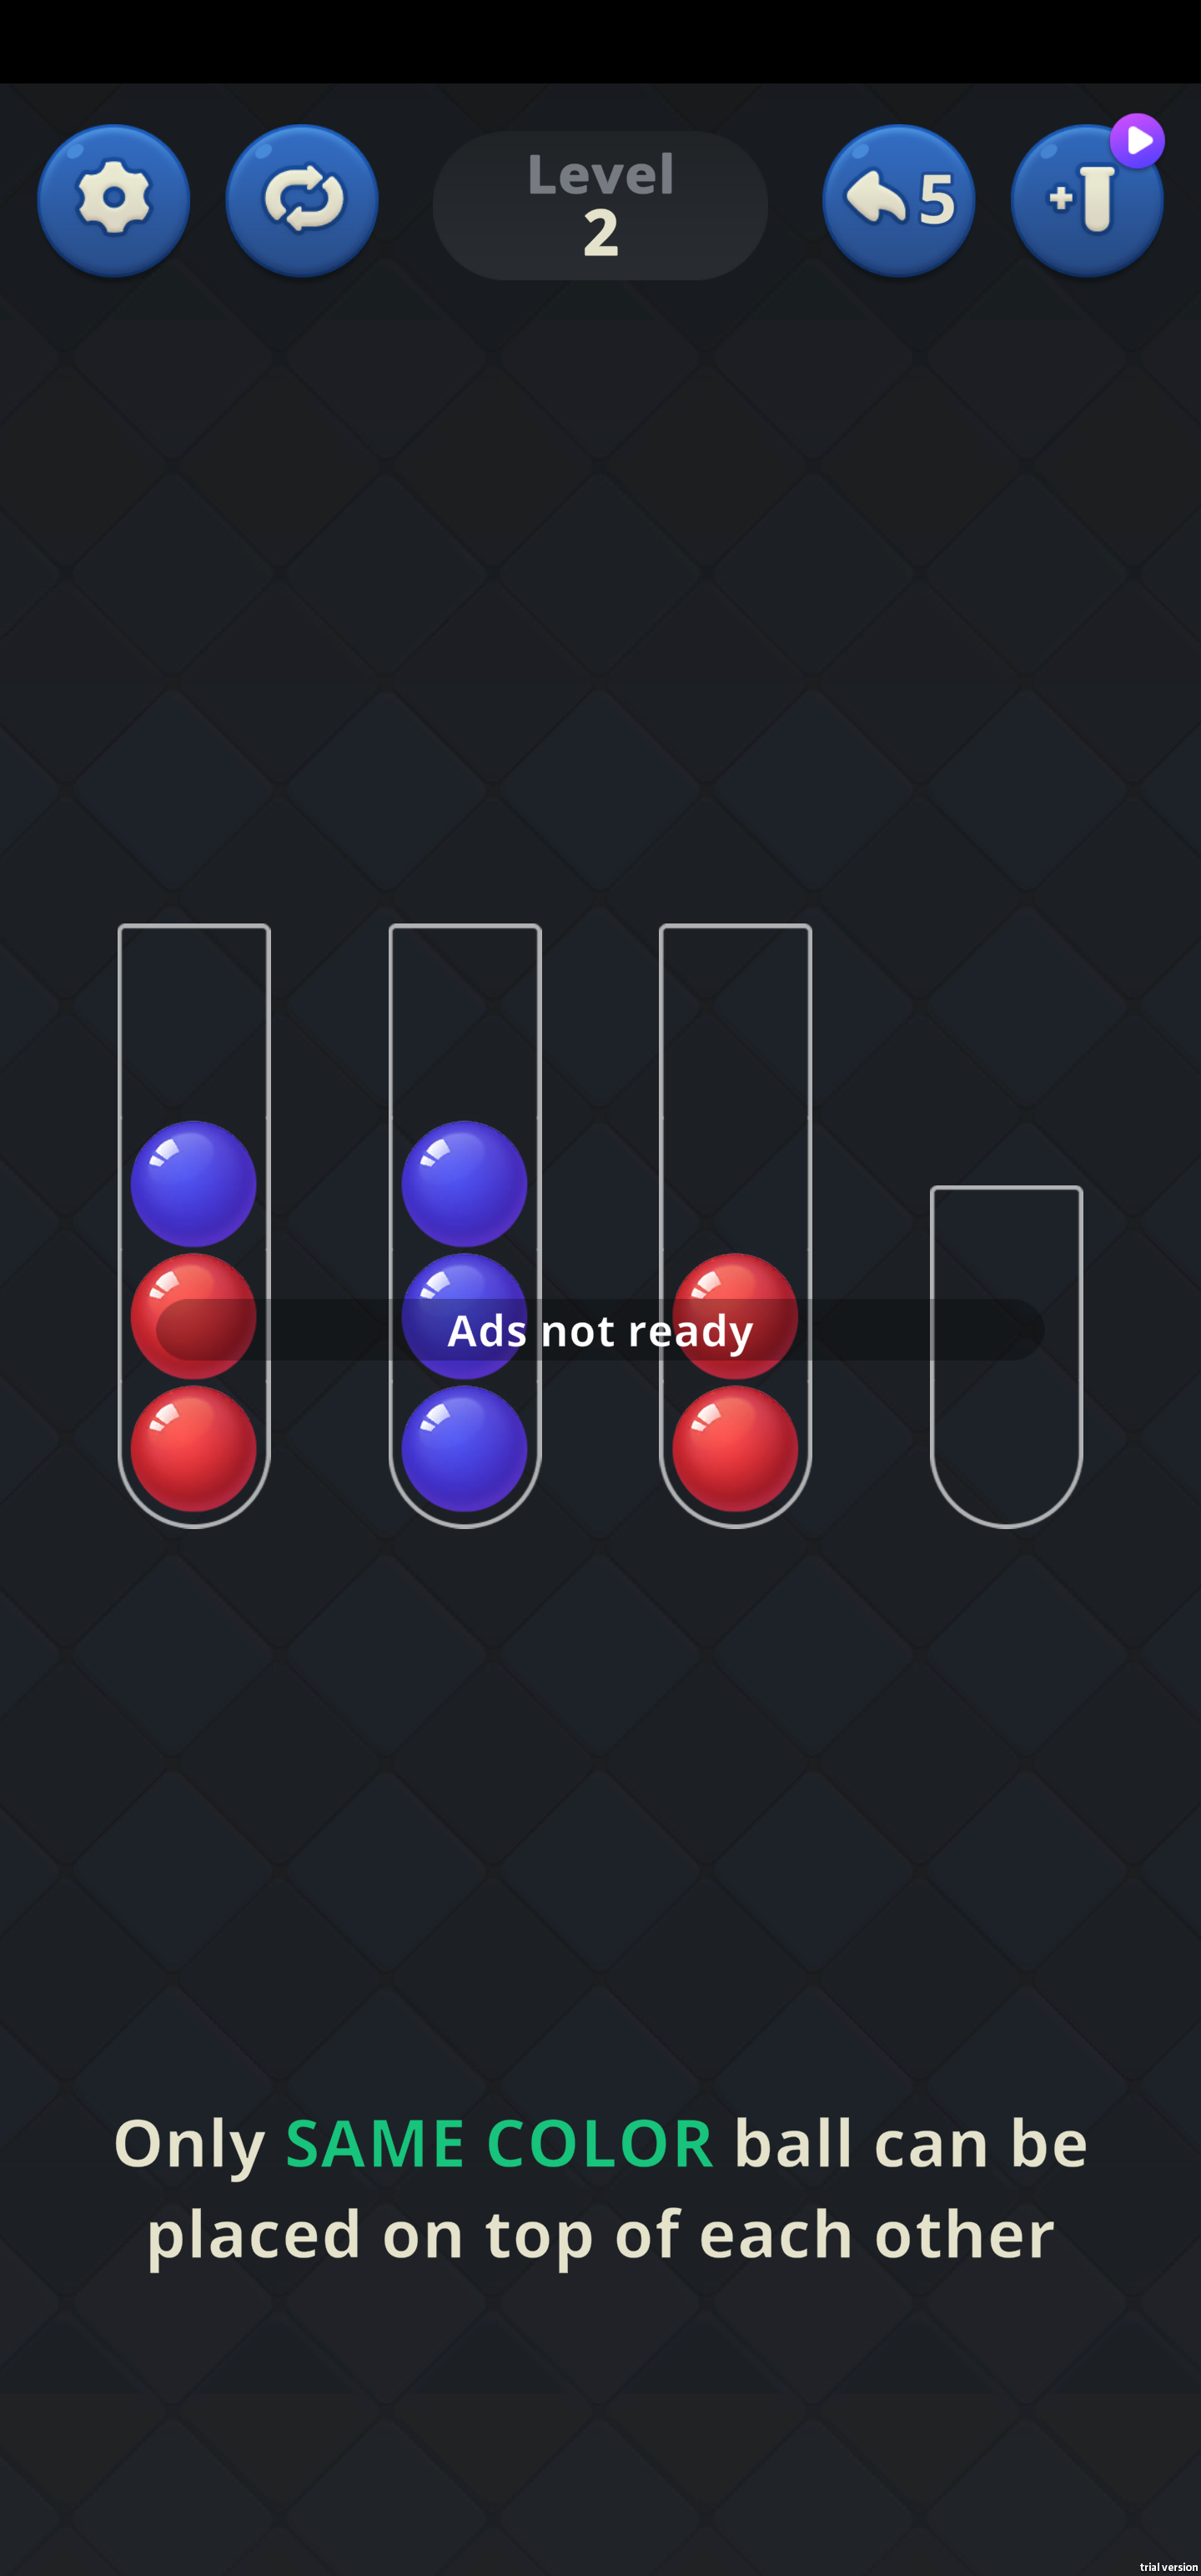 Level
2
5
Ads not ready
Only SAME COLOR ball can be
placed on top of each other
trial version